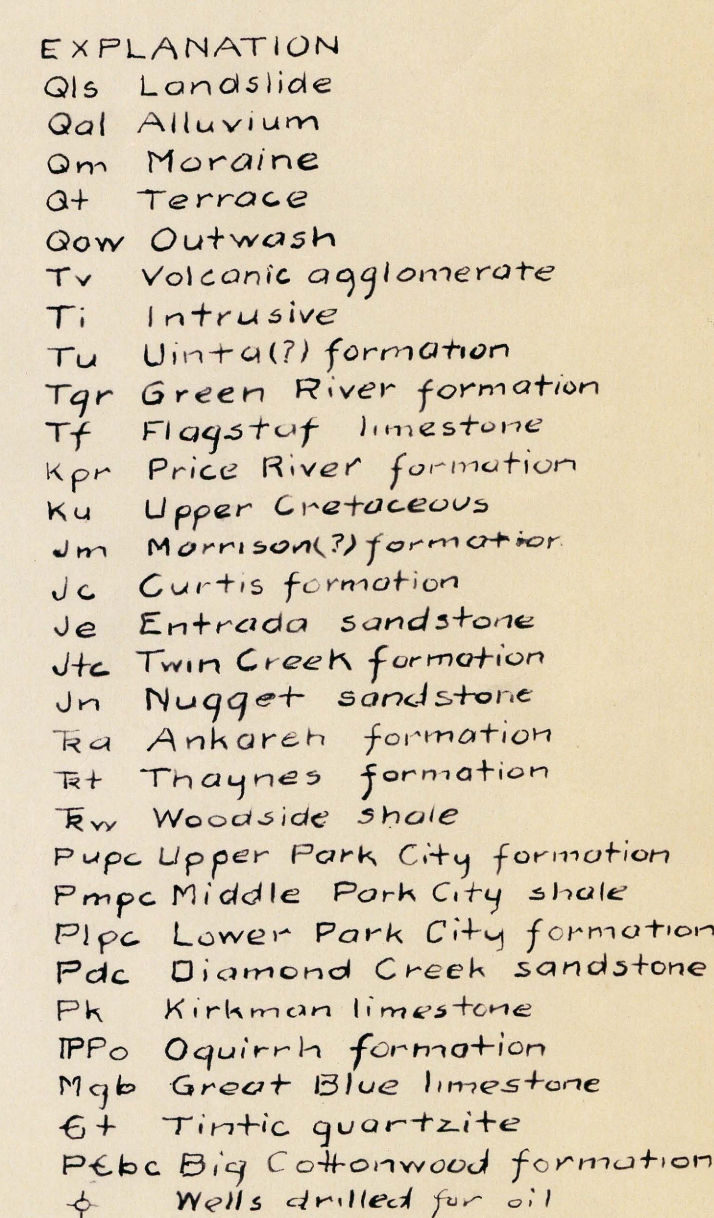 EXPLANATION
Qls Landslide
Qal Alluvium
Qm Moraine
Qt Terrace
Qow Outwash
Tv Volcanic agglomerate
Ti Intrusive
Tu Uinta(?) formation
Tgr Green River formation
Tf Flagstaf limestone
Kpr Price River formation
Ku Upper Cretaceous
Jm Morrison(?) formation
Jc Curtis formation
Je Entrada sandstone
Jtc Twin Creek formation
Jn Nugget sandstone
Ꞧa Ankareh formation
Ꞧt Thaynes formation
Ꞧw Woodside shale
Pupc Upper Park City formation
Pmpc Middle Park City shale
Plpc Lower Park City formation
Pdc Diamond Creek sandstone
Pk Kirkman limestone
ℙPo Oquirrh formation
Mgb Great Blue limestone
Єt Tintic quartzite
PЄbc Big Cottonwood formation
⌖ Wells drilled for oil